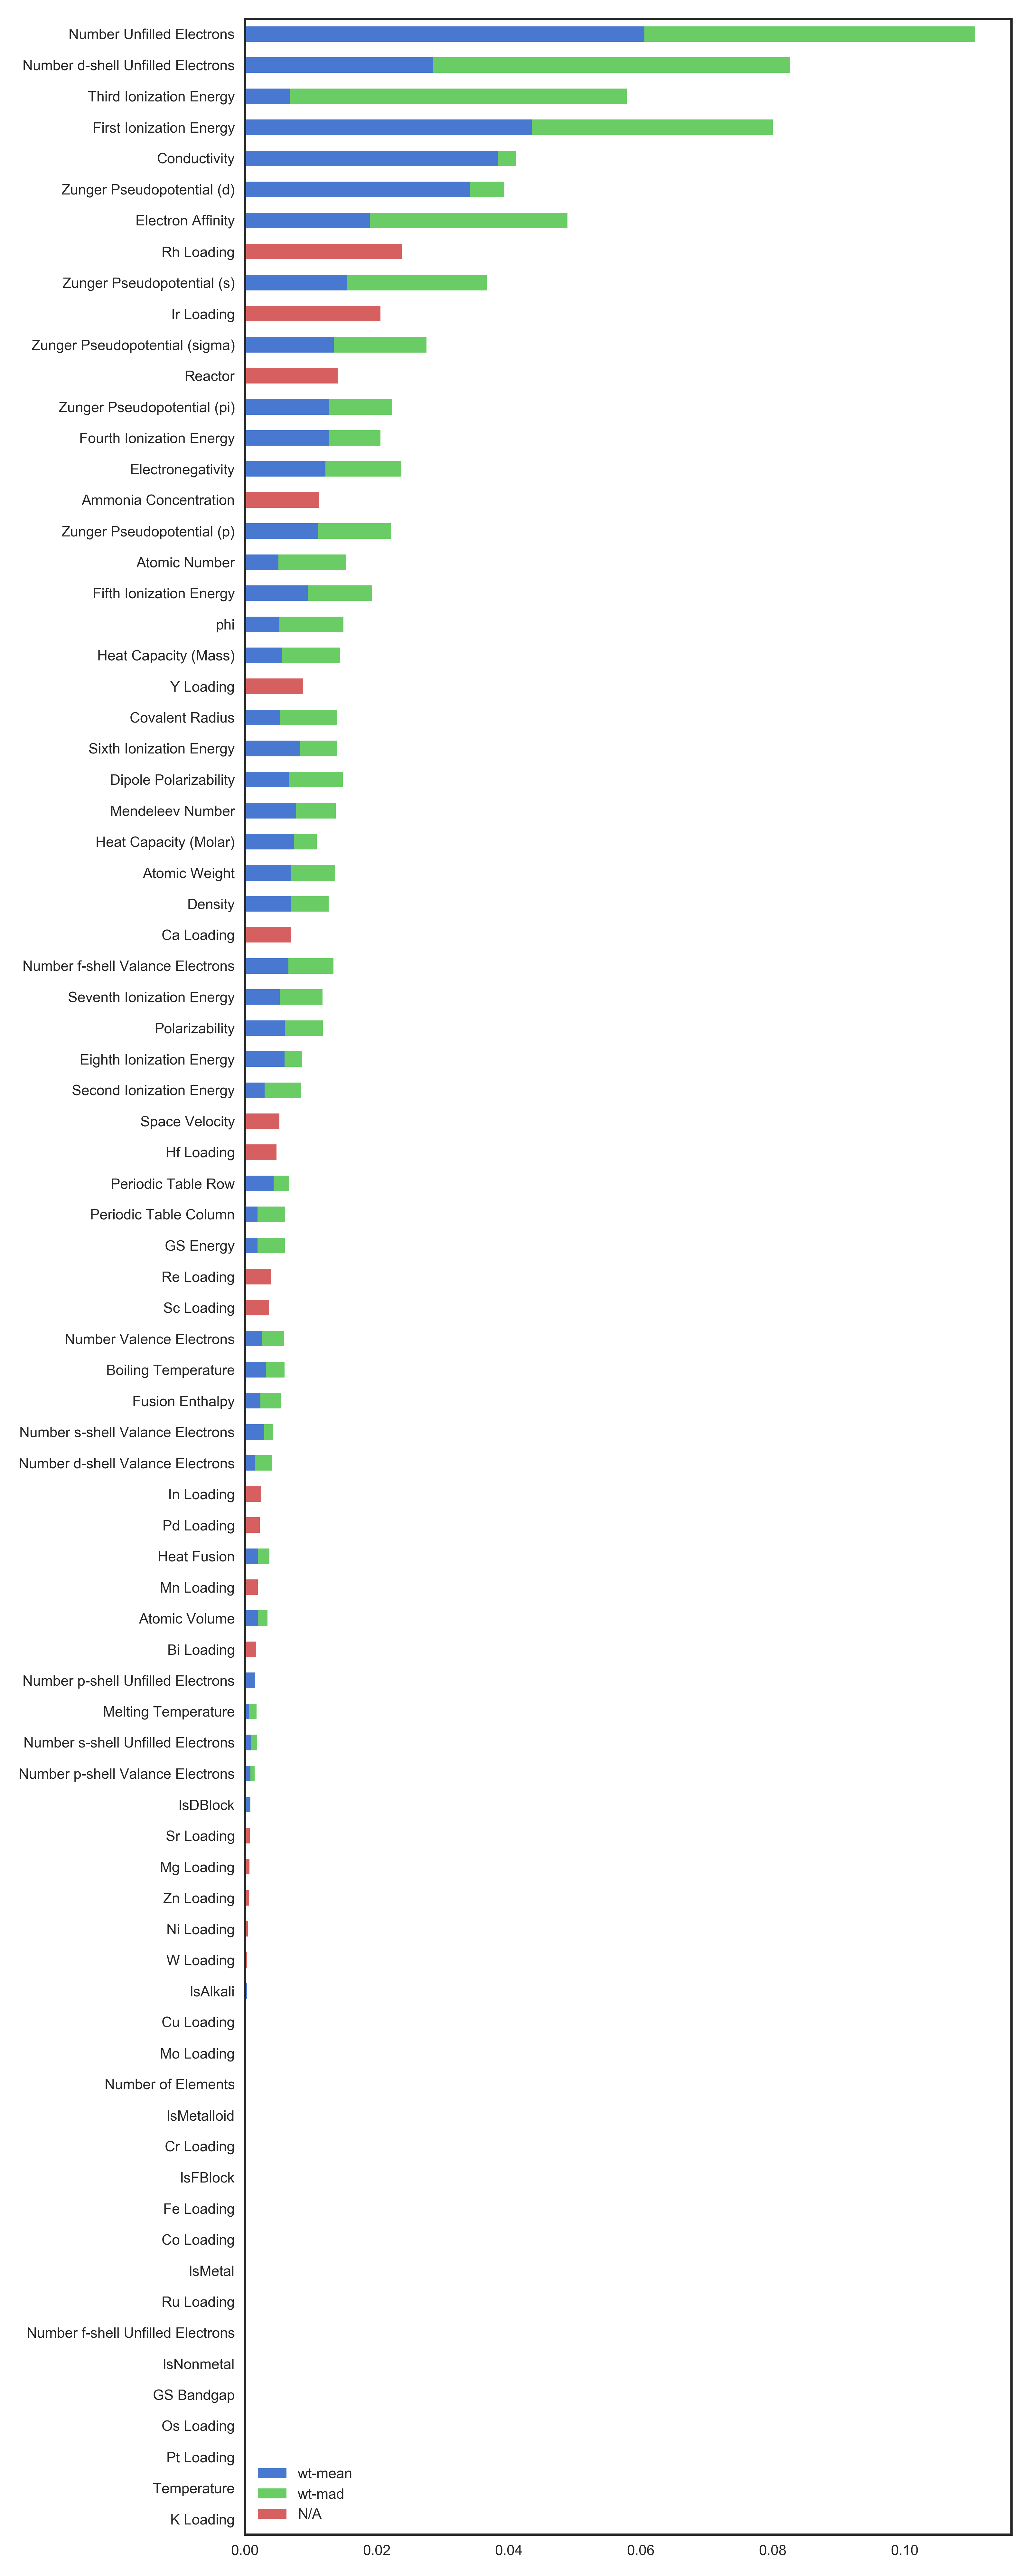 Number Unfilled Electrons
Number d-shell Unfilled Electrons
Third Ionization Energy
First Ionization Energy
Conductivity
Zunger Pseudopotential (d)
Electron Affinity
Rh Loading
Zunger Pseudopotential (s)
Ir Loading
Zunger Pseudopotential (sigma)
Reactor
Zunger Pseudopotential (pi)
Fourth Ionization Energy
Electronegativity
Ammonia Concentration
Zunger Pseudopotential (p)
Atomic Number
Fifth Ionization Energy
phi
Heat Capacity (Mass)
Y Loading
Covalent Radius
Sixth Ionization Energy
Dipole Polarizability
Mendeleev Number
Heat Capacity (Molar)
Atomic Weight
Density
Ca Loading
Number f-shell Valance Electrons
Seventh Ionization Energy
Polarizability
Eighth Ionization Energy
Second Ionization Energy
Space Velocity
Hf Loading
Periodic Table Row
Periodic Table Column
GS Energy
Re Loading
Sc Loading
Number Valence Electrons
Boiling Temperature
Fusion Enthalpy
Number s-shell Valance Electrons
Number d-shell Valance Electrons
In Loading
Pd Loading
Heat Fusion
Mn Loading
Atomic Volume
Bi Loading
Number p-shell Unfilled Electrons
Melting Temperature
Number s-shell Unfilled Electrons
Number p-shell Valance Electrons
IsDBlock
Sr Loading
Mg Loading
Zn Loading
Ni Loading
W Loading
IsAlkali
Cu Loading
Mo Loading
Number of Elements
IsMetalloid
Cr Loading
IsFBlock
Fe Loading
Co Loading
IsMetal
Ru Loading
Number f-shell Unfilled Electrons
IsNonmetal
GS Bandgap
Os Loading
Pt Loading
Temperature
K Loading
wt-mean
wt-mad
N/A
0.00 0.02 0.04 0.06 0.08 0.10